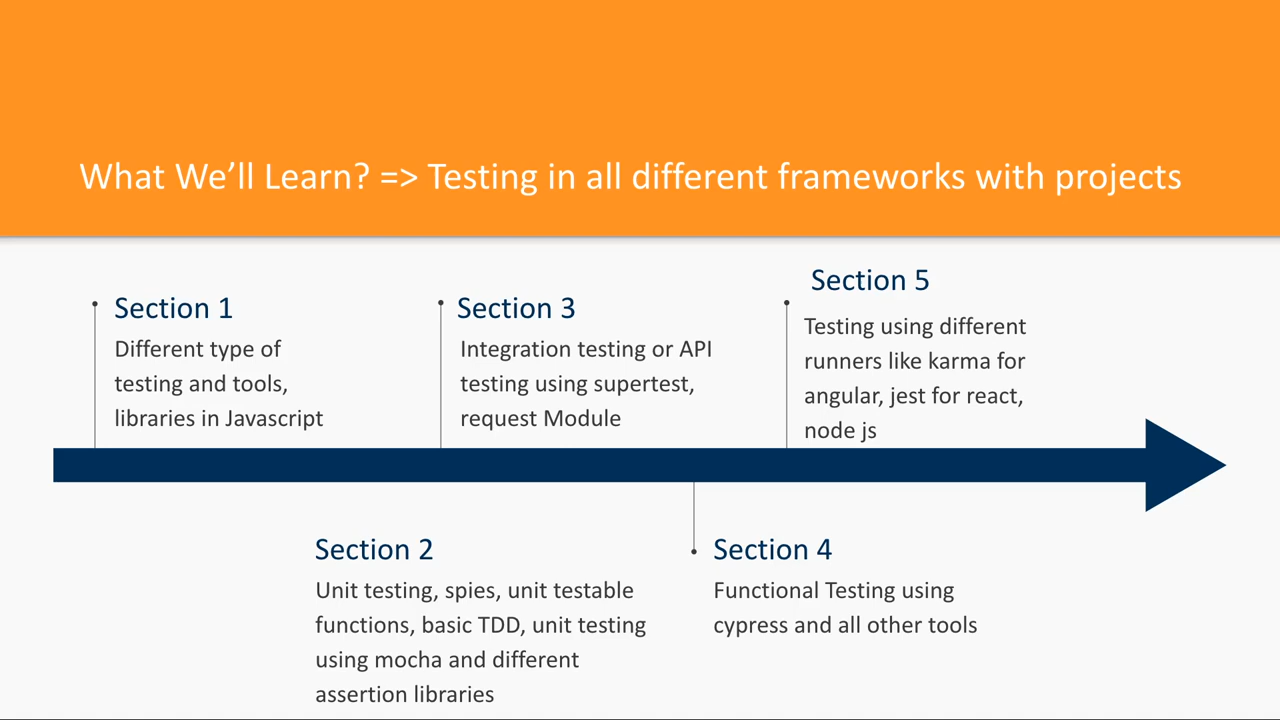 What We’ll Learn? => Testing in all different frameworks with projects
Section 1
Different type of
testing and tools,
libraries in Javascript
Section 2
Unit testing, spies, unit testable
functions, basic TDD, unit testing
using mocha and different
assertion libraries
Section 3
Integration testing or API
testing using supertest,
request Module
Section 4
Functional Testing using
cypress and all other tools
Section 5
Testing using different
runners like karma for
angular, jest for react,
node js